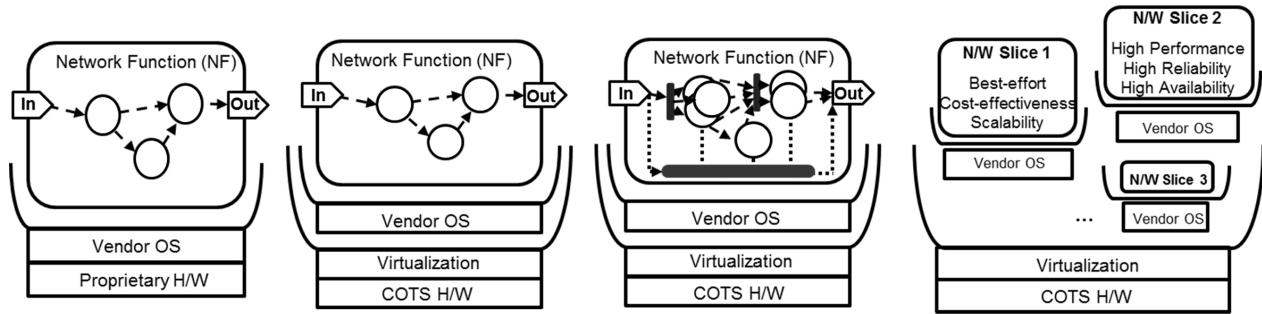 Network Function (NF)
In
Out
Vendor OS
Proprietary H/W
Network Function (NF)
In
Out
Vendor OS
Virtualization
COTS H/W
Network Function (NF)
In
Out
Vendor OS
Virtualization
COTS H/W
N/W Slice 1
Best-effort
Cost-effectiveness
Scalability
Vendor OS
N/W Slice 2
High Performance
High Reliability
High Availability
Vendor OS
N/W Slice 3
Vendor OS
...
Virtualization
COTS H/W